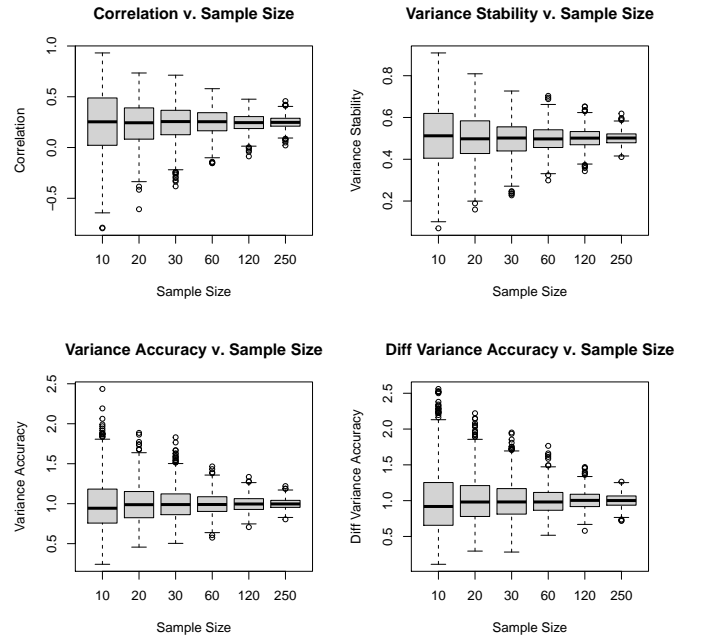 Correlation v. Sample Size
Correlation
1.0
0.5
0.0
−0.5
10 20 30 60 120 250
Sample Size
Variance Stability v. Sample Size
Variance Stability
0.8
0.6
0.4
0.2
10 20 30 60 120 250
Sample Size
Variance Accuracy v. Sample Size
Variance Accuracy
2.5
2.0
1.5
1.0
0.5
10 20 30 60 120 250
Sample Size
Diff Variance Accuracy v. Sample Size
Diff Variance Accuracy
2.5
2.0
1.5
1.0
0.5
10 20 30 60 120 250
Sample Size